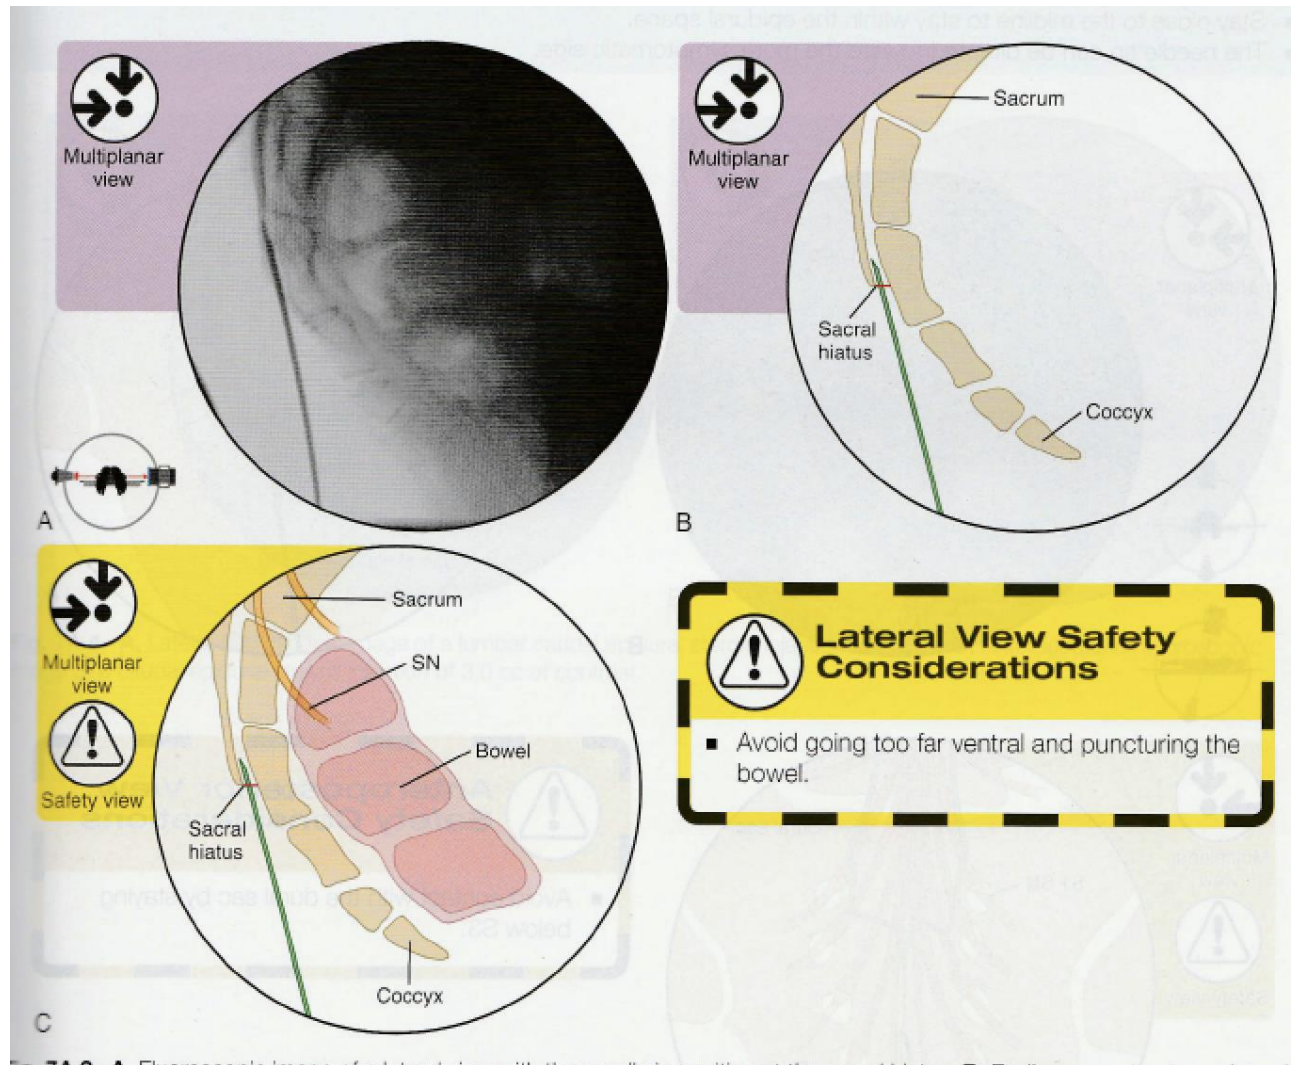 Multiplanar
view
A
Multiplanar
view
Sacrum
Sacral
hiatus
Coccyx
B
Multiplanar
view
Safety view
Sacrum
SN
Bowel
Sacral
hiatus
Coccyx
C
Lateral View Safety
Considerations
■ Avoid going too far ventral and puncturing the
bowel.